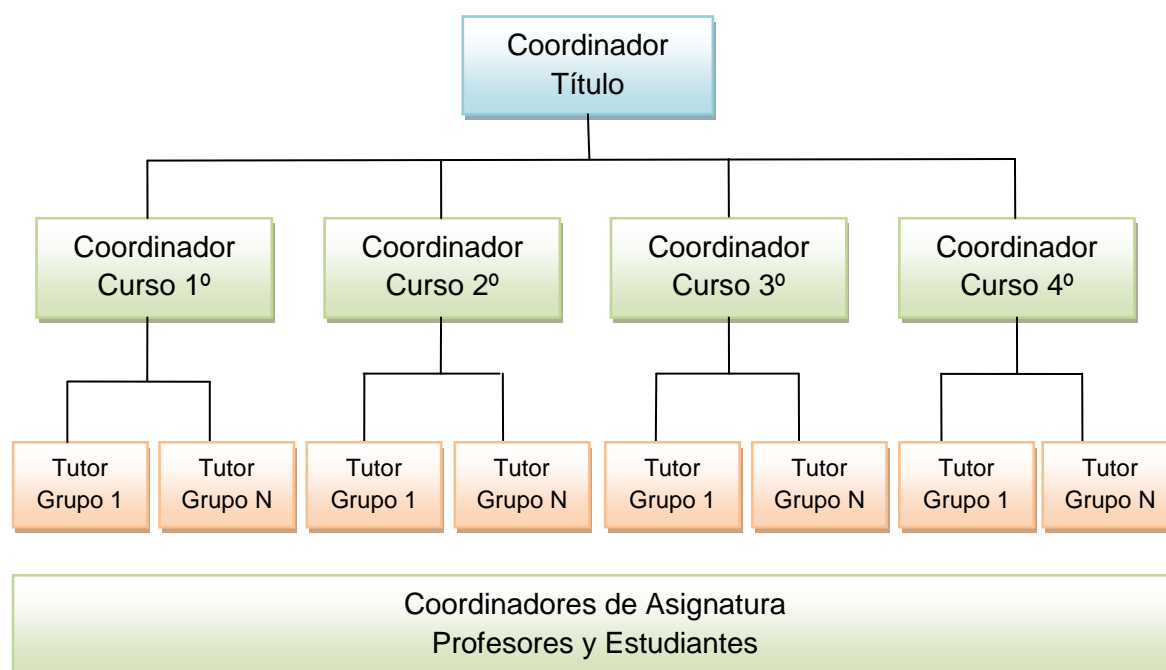 Coordinador
Título
Coordinador
Curso 1º
Coordinador
Curso 2º
Coordinador
Curso 3º
Coordinador
Curso 4º
Tutor
Grupo 1
Tutor
Grupo N
Tutor
Grupo 1
Tutor
Grupo N
Tutor
Grupo 1
Tutor
Grupo N
Tutor
Grupo 1
Tutor
Grupo N
Coordinadores de Asignatura
Profesores y Estudiantes